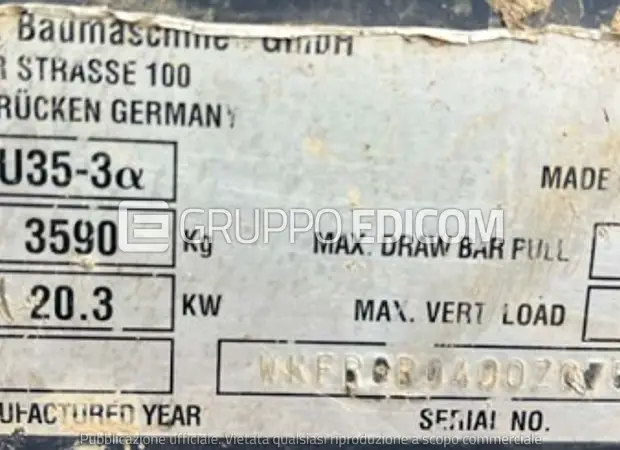 Baumaschine GmbH
R STRASSE 100
RÜCKEN GERMANY
U35-3α
MADE
3590 Kg MAX. DRAW BAR PULL
20.3 KW MAX. VERT LOAD
UFACTURED YEAR SERIAL NO.
GRUPPO EDICOM
Pubblicazione ufficiale. Vietata qualsiasi riproduzione a scopo commerciale